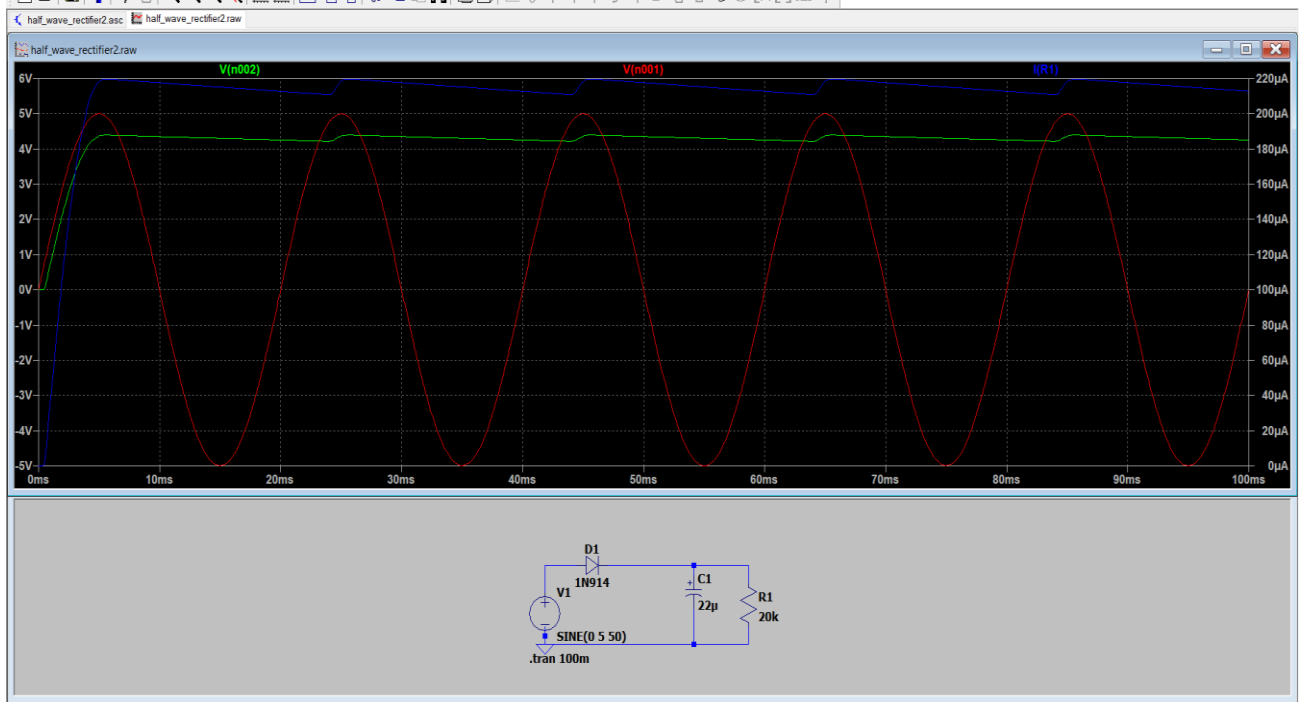 half_wave_rectifier2.asc half_wave_rectifier2.raw
half_wave_rectifier2.raw
V(n002) V(n001) I(R1)
6V 220µA
5V 200µA
4V 180µA
3V 160µA
2V 140µA
1V 120µA
0V 100µA
-1V 80µA
-2V 60µA
-3V 40µA
-4V 20µA
-5V 0µA
0ms 10ms 20ms 30ms 40ms 50ms 60ms 70ms 80ms 90ms 100ms
D1
1N914
V1
C1
22µ
R1
20k
SINE(0 5 50)
.tran 100m